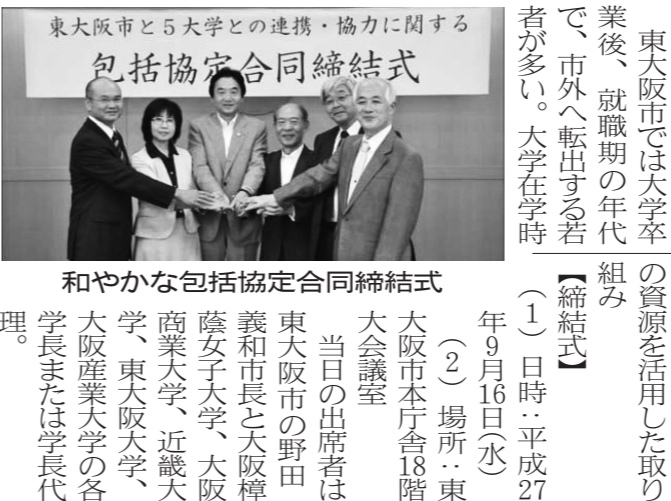 東大阪市と５大学との連携・協力に関する
包括協定合同締結式
和やかな包括協定合同締結式
東大阪市では大学卒
業後、就職期の年代
で、市外へ転出する若
者が多い。大学在学時
の資源を活用した取り
組み
【締結式】
（1）日時：平成27
年9月16日(水)
（2）場所：東
大阪市本庁舎18階
大会議室
当日の出席者は
東大阪市の野田
義和市長と大阪樟
蔭女子大学、大阪
商業大学、近畿大
学、東大阪大学、
大阪産業大学の各
学長または学長代
理。